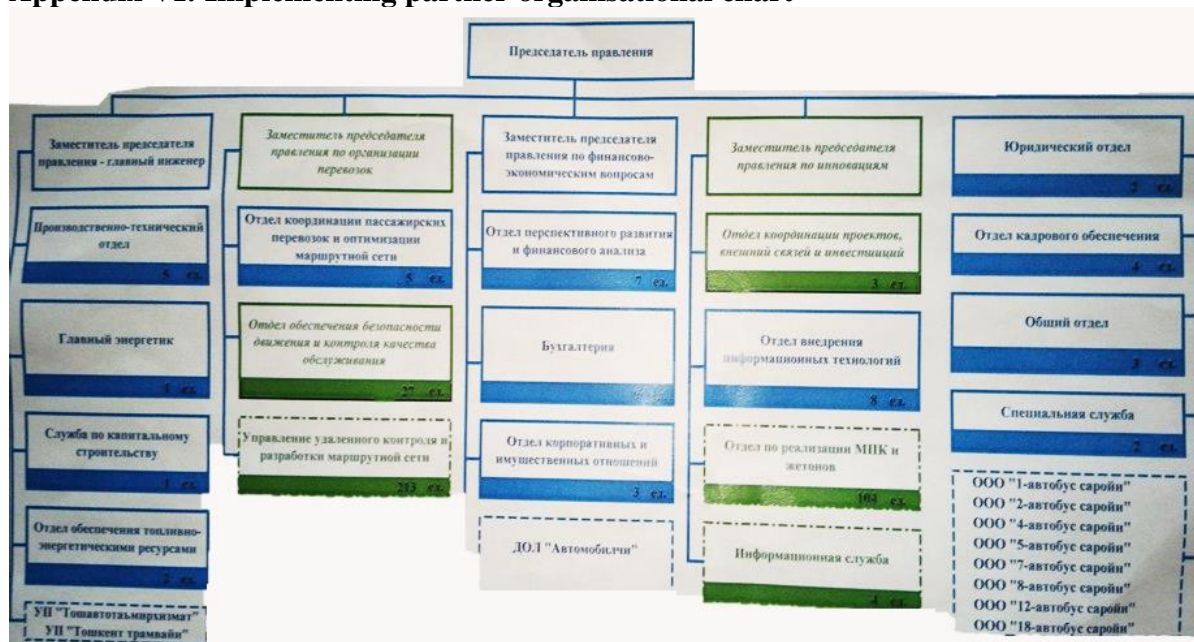 Implementing partner organisational chart
Председатель правления
Заместитель председателя
правления - главный инженер
Производственно-технический
отдел
5 ед.
Главный энергетик
1 ед.
Служба по капитальному
строительству
1 ед.
Отдел обеспечения топливно-
энергетическими ресурсами
2 ед.
УП "Тошавтотаьмирхизмат"
УП "Тошкент трамвайи"
Заместитель председателя
правления по организации
перевозок
Отдел координации пассажирских
перевозок и оптимизации
маршрутной сети
5 ед.
Отдел обеспечения безопасности
движения и контроля качества
обслуживания
27 ед.
Управление удаленного контроля и
разработки маршрутной сети
213 ед.
Заместитель председателя
правления по финансово-
экономическим вопросам
Отдел перспективного развития
и финансового анализа
7 ед.
Бухгалтерия
ед.
Отдел корпоративных и
имущественных отношений
3 ед.
ДОЛ "Автомобилчи"
Заместитель председателя
правления по инновациям
Отдел координации проектов,
внешний связей и инвестиций
3 ед.
Отдел внедрения
информационных технологий
8 ед.
Отдел по реализации МПК и
жетонов
104 ед.
Информационная служба
4 ед.
Юридический отдел
2 ед.
Отдел кадрового обеспечения
4 ед.
Общий отдел
3 ед.
Специальная служба
2 ед.
ООО "1-автобус саройи"
ООО "2-автобус саройи"
ООО "4-автобус саройи"
ООО "5-автобус саройи"
ООО "7-автобус саройи"
ООО "8-автобус саройи"
ООО "12-автобус саройи"
ООО "18-автобус саройи"